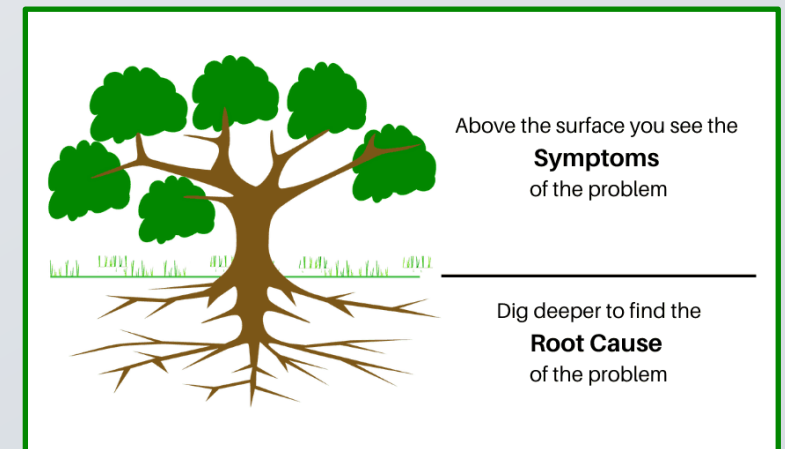 Above the surface you see the
Symptoms
of the problem
Dig deeper to find the
Root Cause
of the problem